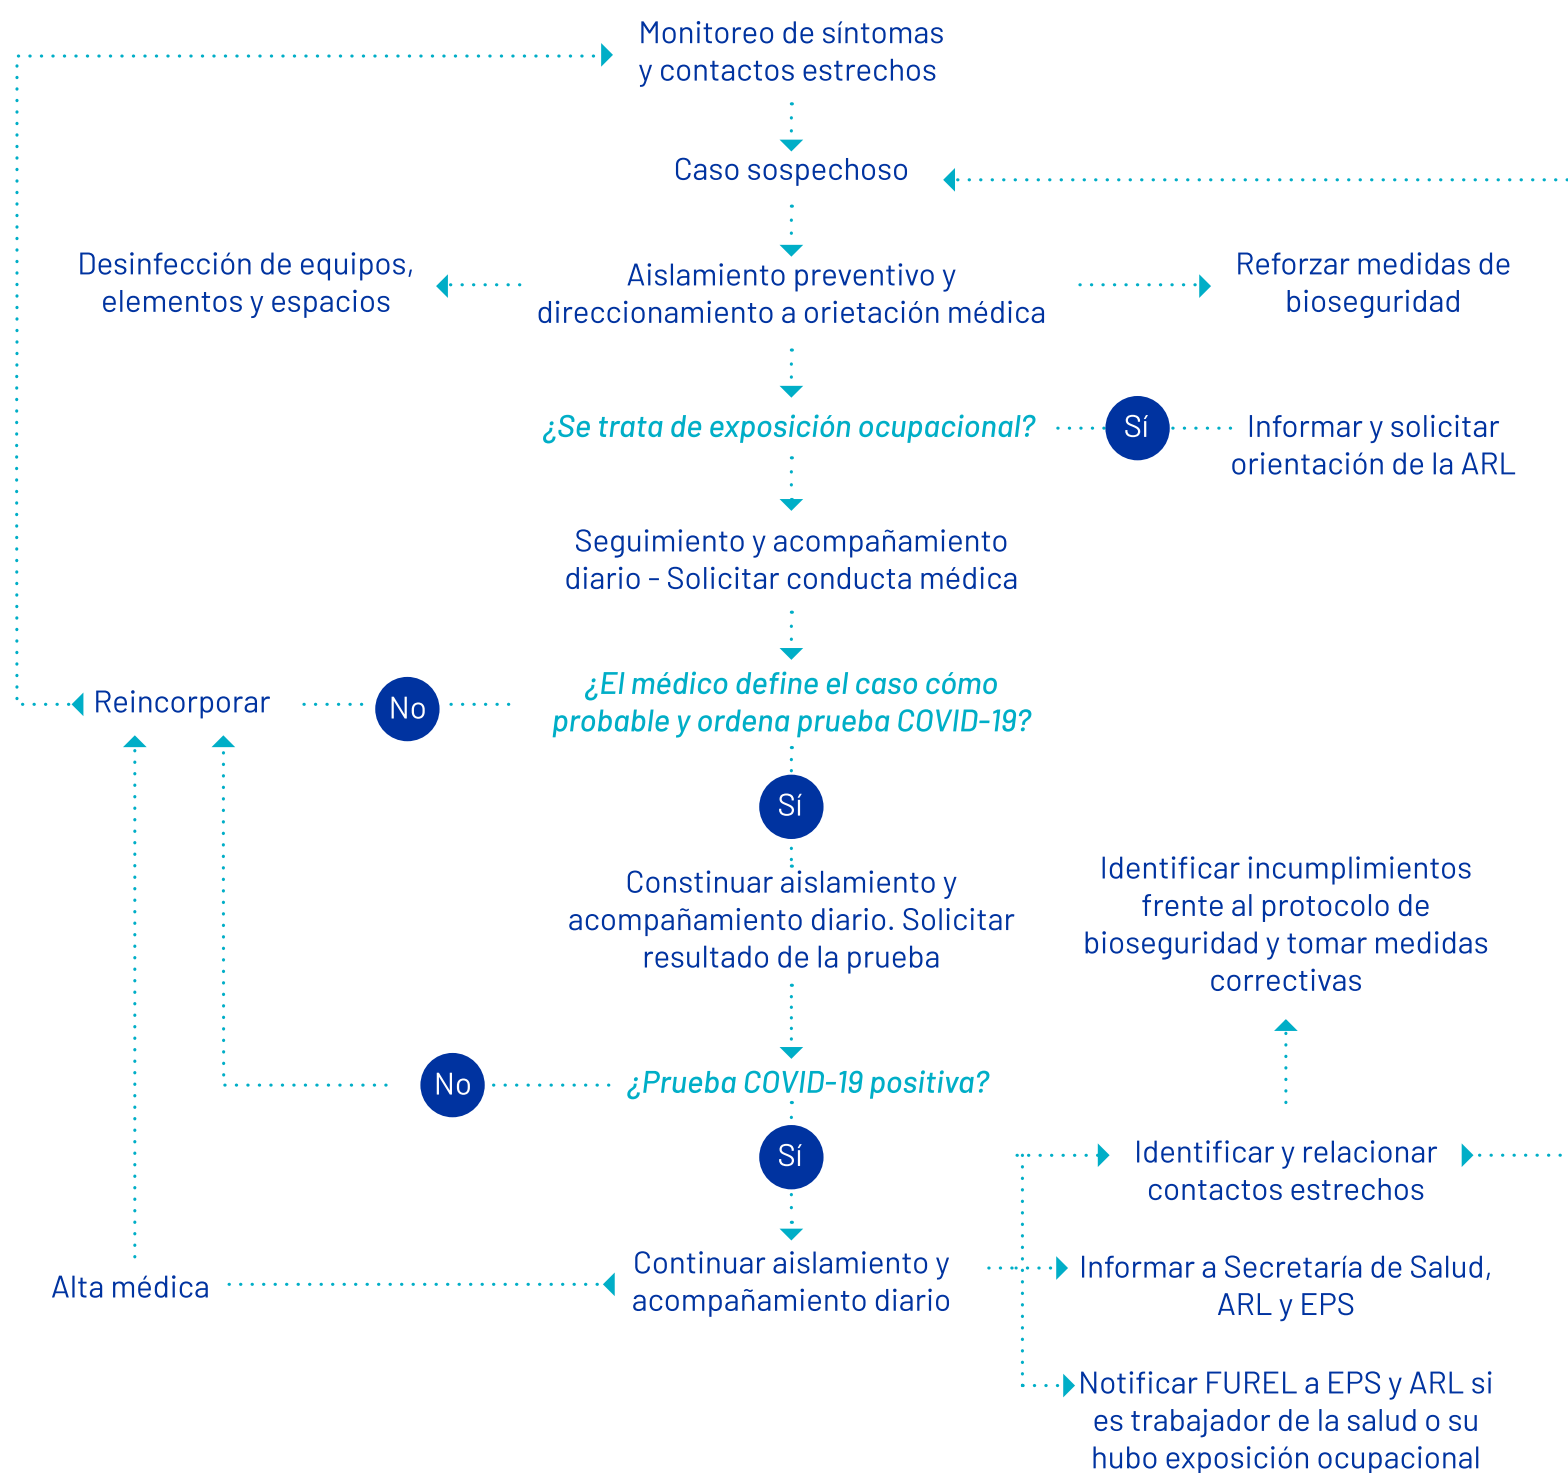 Monitoreo de síntomas
y contactos estrechos
Caso sospechoso
Desinfección de equipos,
elementos y espacios
Aislamiento preventivo y
direccionamiento a orietación médica
Reforzar medidas de
bioseguridad
¿Se trata de exposición ocupacional?
Sí
Informar y solicitar
orientación de la ARL
Seguimiento y acompañamiento
diario - Solicitar conducta médica
¿El médico define el caso cómo
probable y ordena prueba COVID-19?
No
Reincorporar
Sí
Constinuar aislamiento y
acompañamiento diario. Solicitar
resultado de la prueba
Identificar incumplimientos
frente al protocolo de
bioseguridad y tomar medidas
correctivas
¿Prueba COVID-19 positiva?
No
Sí
Identificar y relacionar
contactos estrechos
Continuar aislamiento y
acompañamiento diario
Alta médica
Informar a Secretaría de Salud,
ARL y EPS
Notificar FUREL a EPS y ARL si
es trabajador de la salud o su
hubo exposición ocupacional